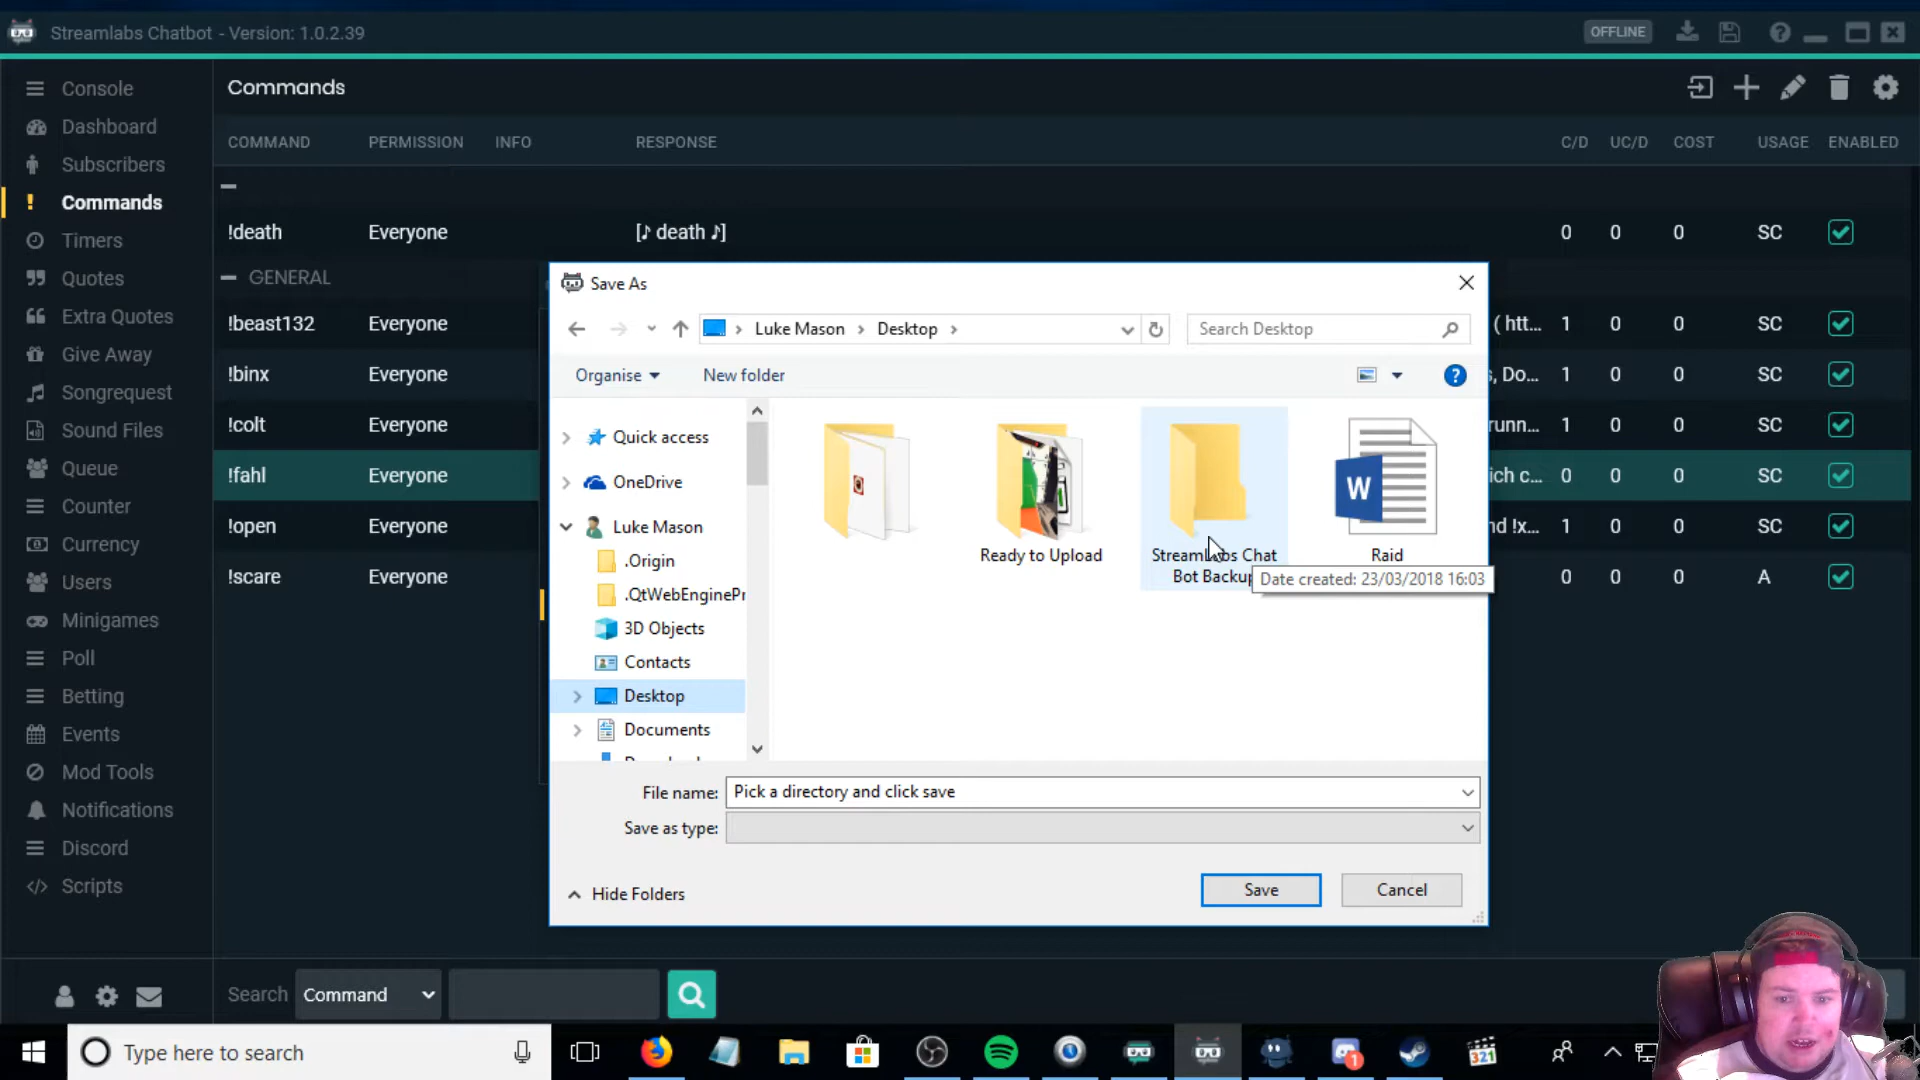 Streamlabs Chatbot - Version: 1.0.2.39
OFFLINE
Console
Dashboard
Subscribers
Commands
Timers
Quotes
Extra Quotes
Give Away
Songrequest
Sound Files
Queue
Counter
Currency
Users
Minigames
Poll
Betting
Events
Mod Tools
Notifications
Discord
Scripts
Commands
COMMAND PERMISSION INFO RESPONSE C/D UC/D COST USAGE ENABLED
!death Everyone [♪ death ♪] 0 0 0 SC
GENERAL
!beast132 Everyone ( htt... 1 0 0 SC
!binx Everyone s, Do... 1 0 0 SC
!colt Everyone runn... 1 0 0 SC
!fahl Everyone ich c... 0 0 0 SC
!open Everyone nd !x... 1 0 0 SC
!scare Everyone 0 0 0 A
Save As
Luke Mason > Desktop >
Search Desktop
Organise New folder
Quick access
OneDrive
Luke Mason
.Origin
.QtWebEnginePr
3D Objects
Contacts
Desktop
Documents
Ready to Upload
StreamLabs Chat
Bot Backup
W
Raid
Date created: 23/03/2018 16:03
File name: Pick a directory and click save
Save as type:
Hide Folders
Save
Cancel
Search Command
Type here to search
1
321